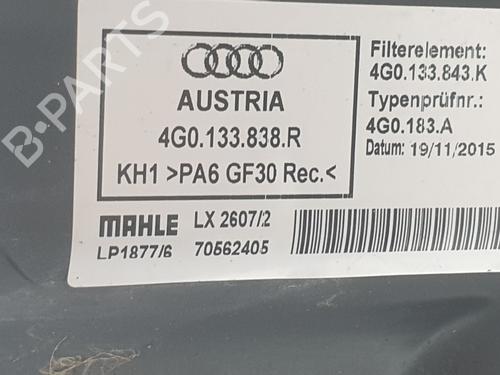 AUSTRIA
4G0.133.838.R
KH1 >PA6 GF30 Rec.<
Filterelement:
4G0.133.843.K
Typenprüfnr.:
4G0.183.A
Datum: 19/11/2015
MAHLE LX 2607/2
LP1877/6 70562405
B-PARTS